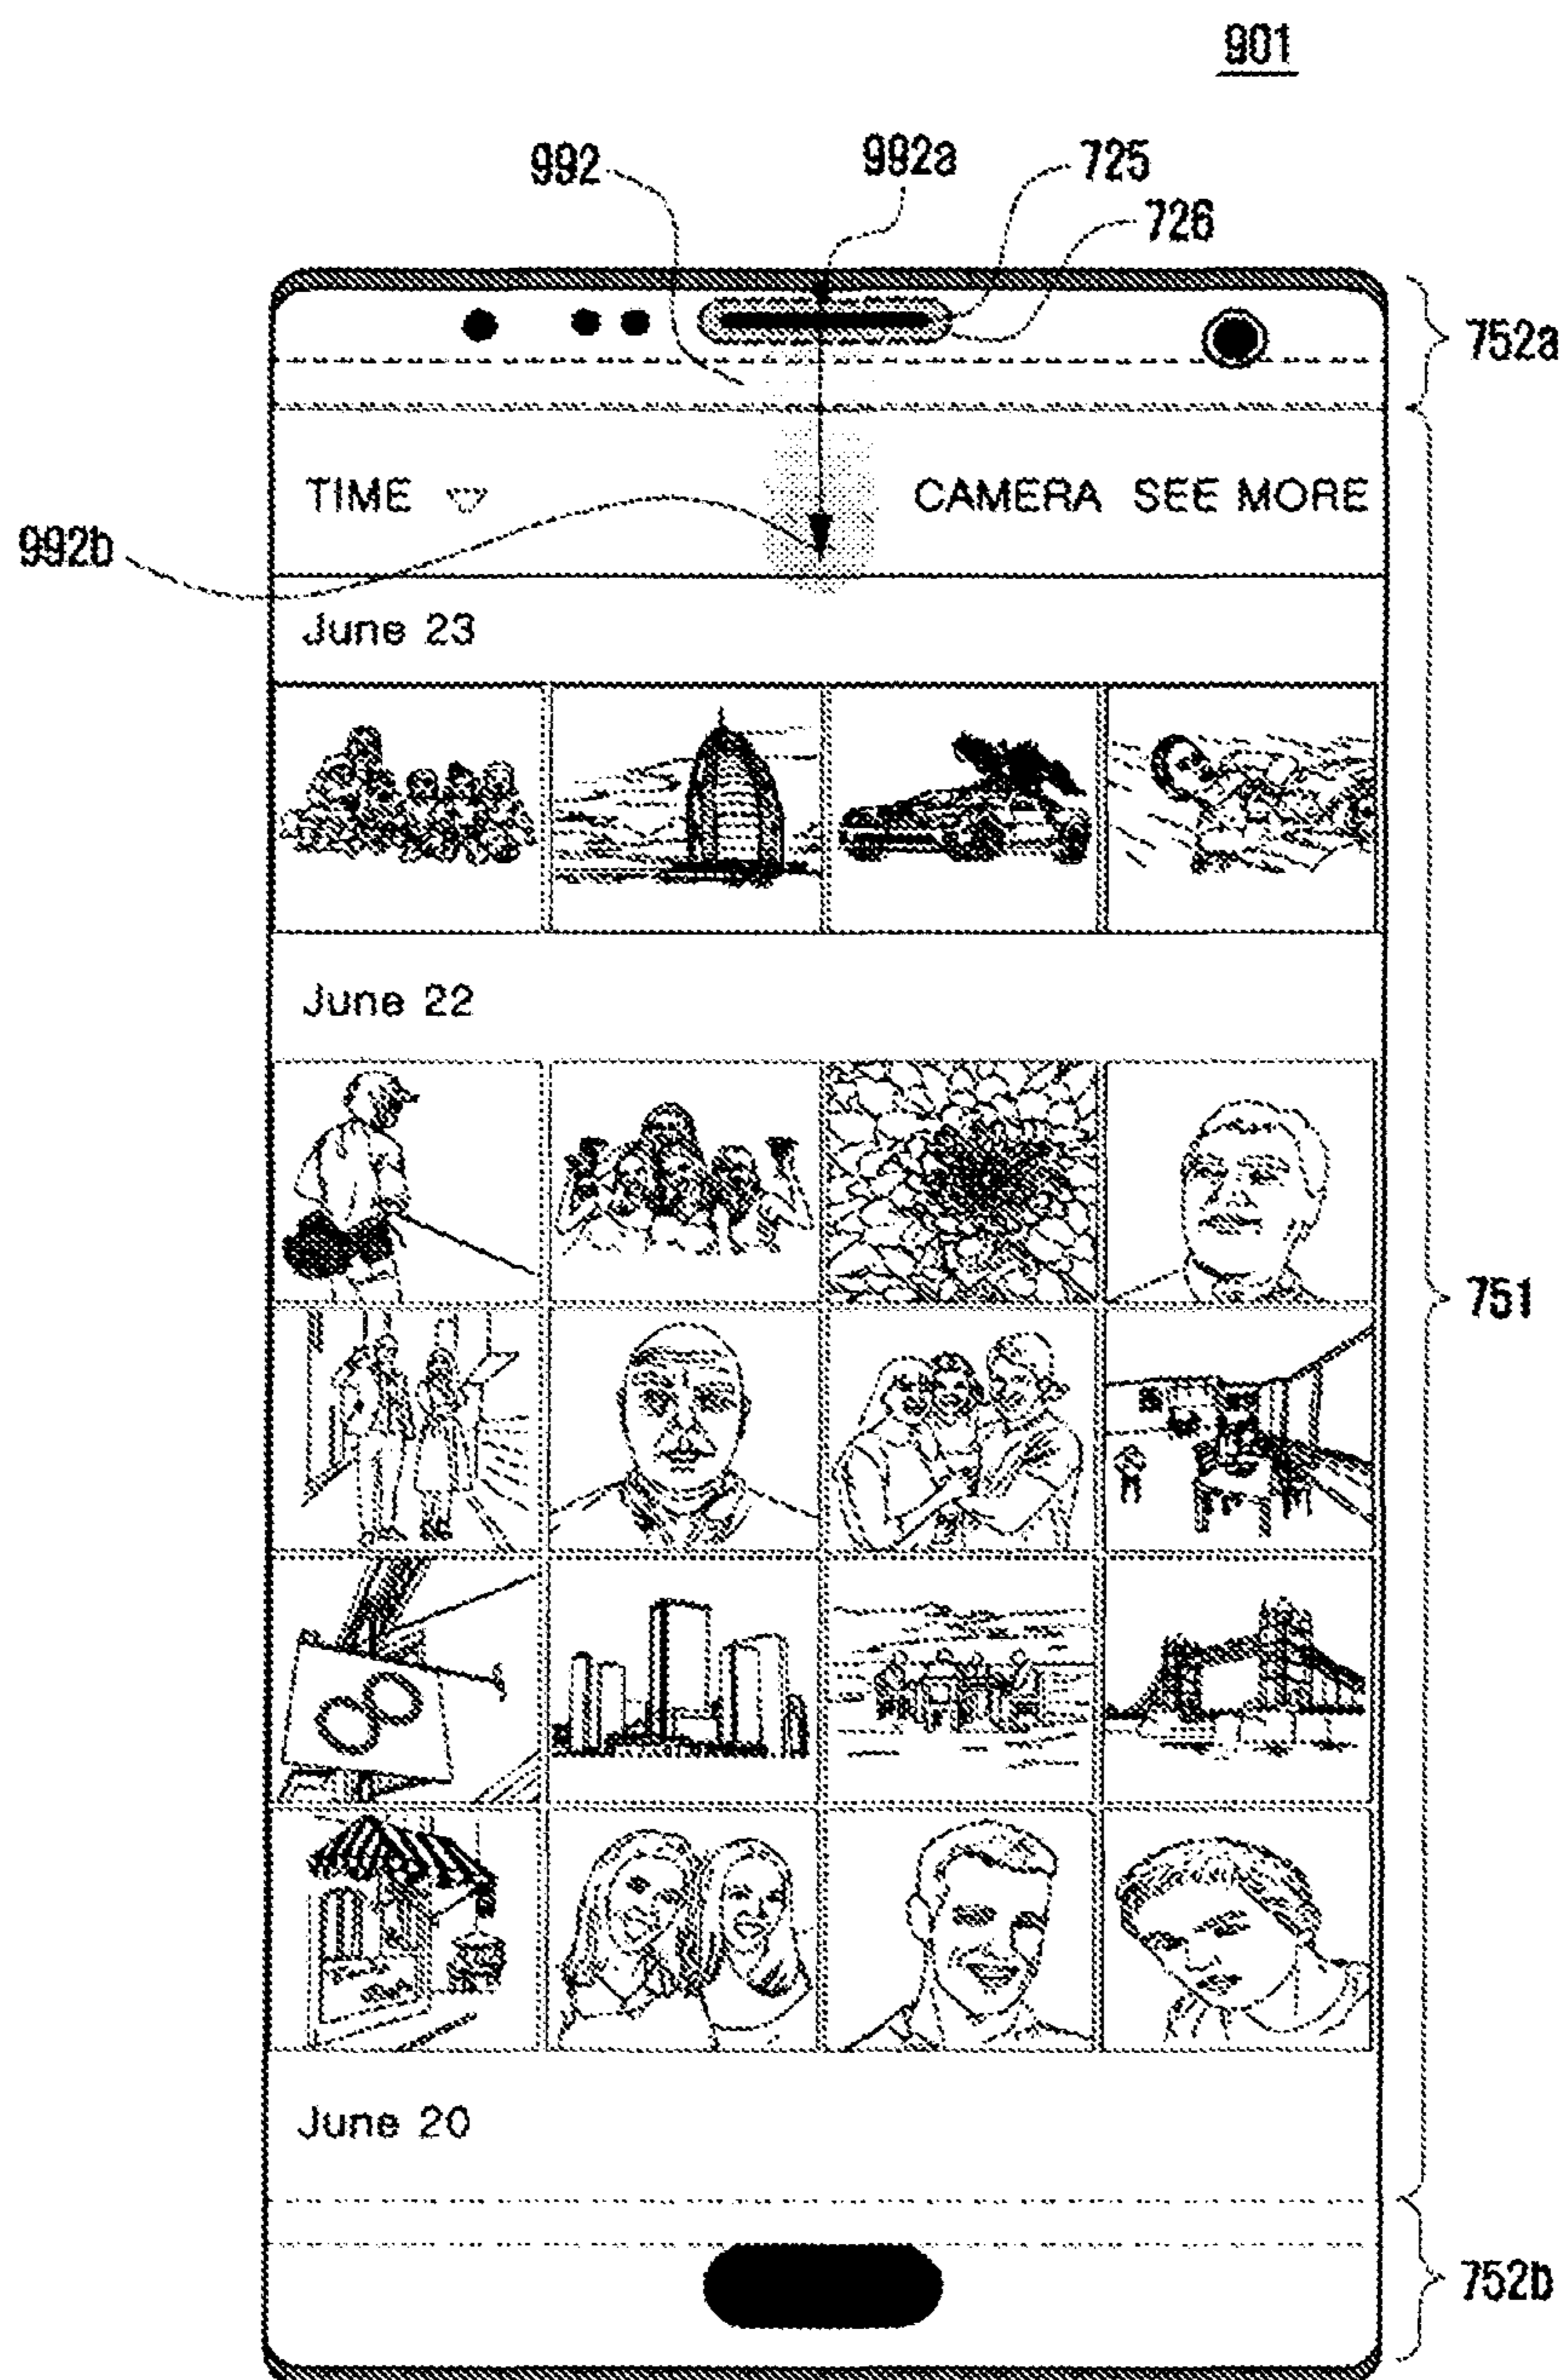 901
992 992a 725
726
752a
TIME CAMERA SEE MORE
992b
June 23
June 22
751
June 20
752b